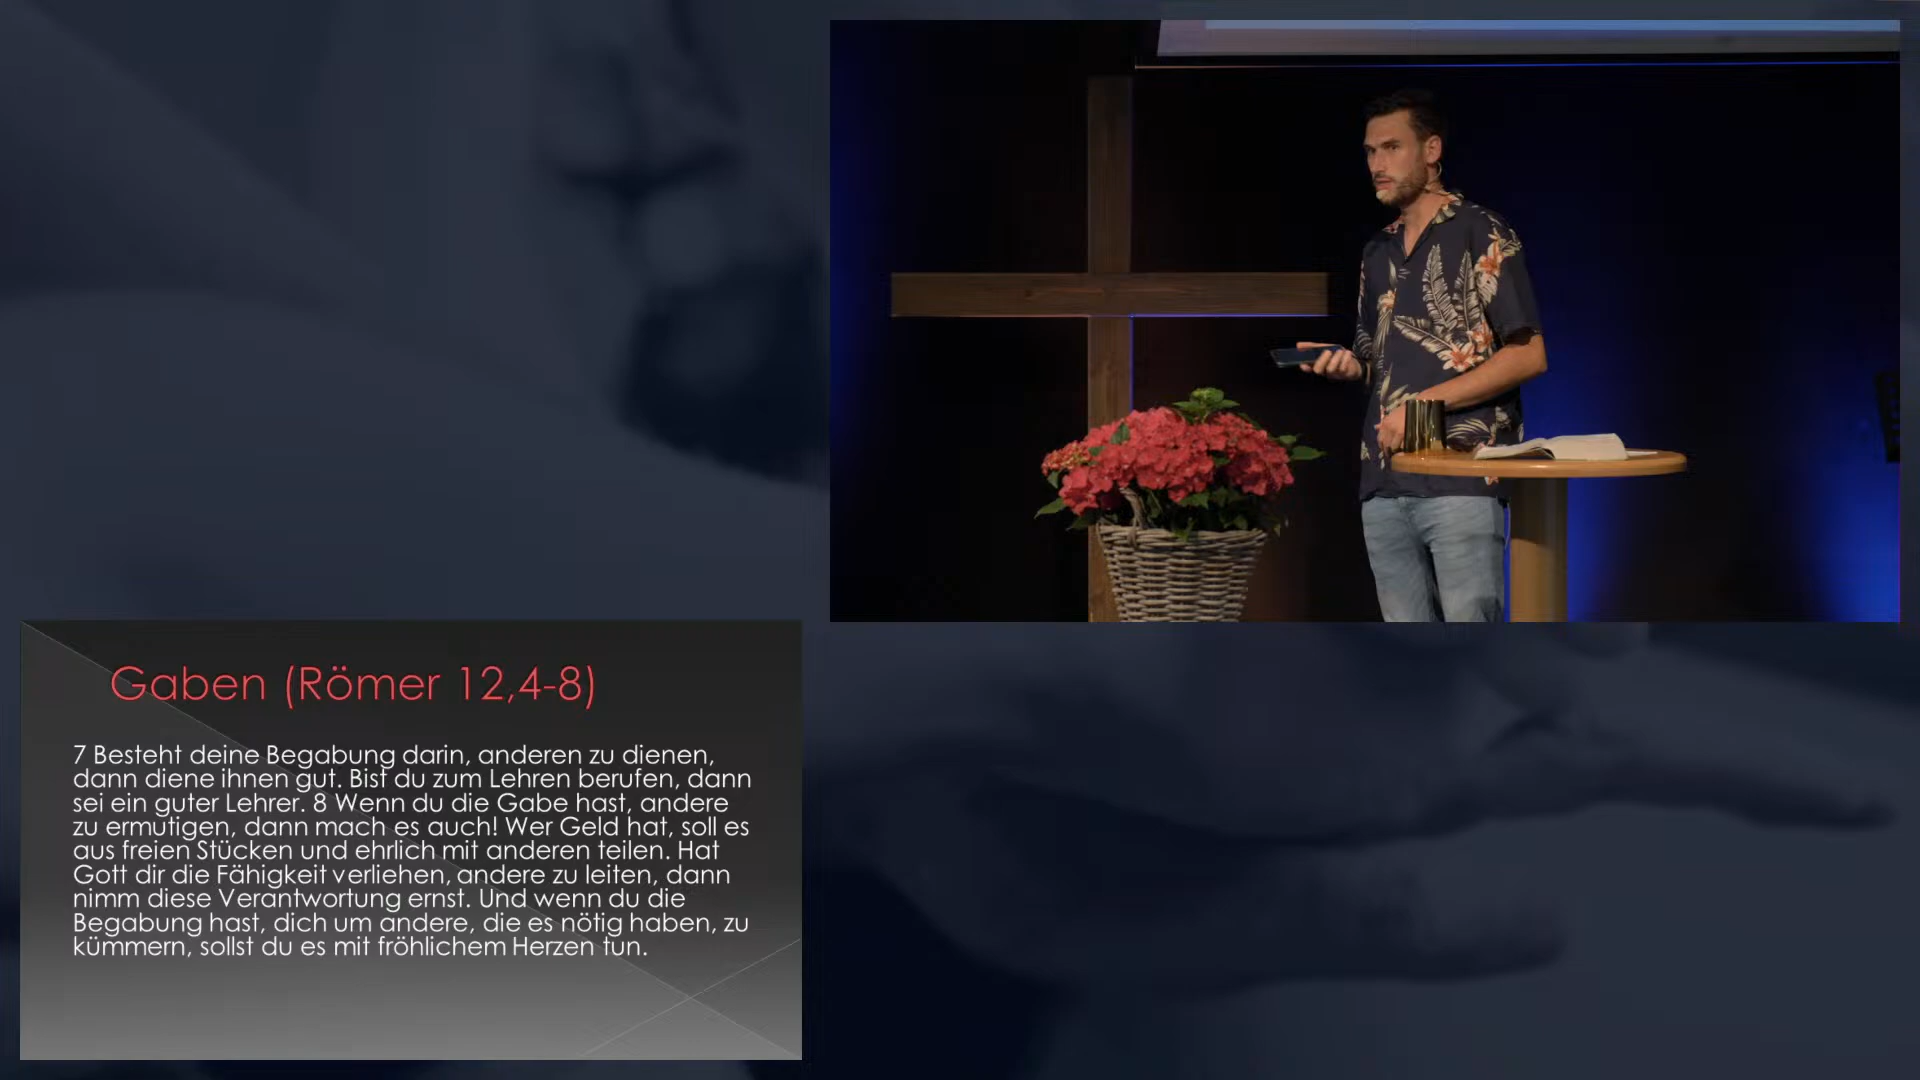 Gaben (Römer 12,4-8)
7 Besteht deine Begabung darin, anderen zu dienen,
dann diene ihnen gut. Bist du zum Lehren berufen, dann
sei ein guter Lehrer. 8 Wenn du die Gabe hast, andere
zu ermutigen, dann mach es auch! Wer Geld hat, soll es
aus freien Stücken und ehrlich mit anderen teilen. Hat
Gott dir die Fähigkeit verliehen, andere zu leiten, dann
nimm diese Verantwortung ernst. Und wenn du die
Begabung hast, dich um andere, die es nötig haben, zu
kümmern, sollst du es mit fröhlichem Herzen tun.